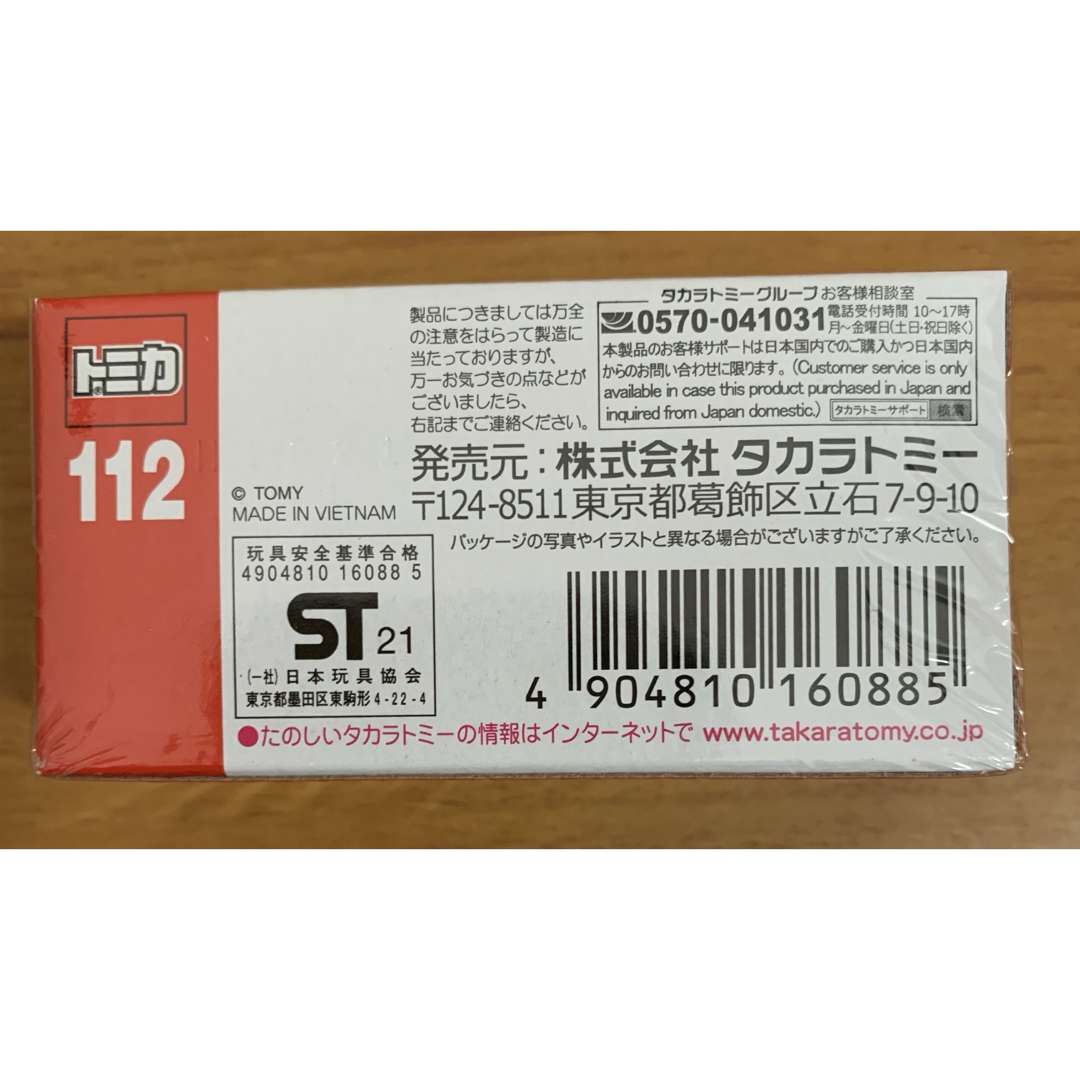 トミカ®
112
製品につきましては万全
の注意をはらって製造に
当たっておりますが、
万一お気づきの点などが
ございましたら、
右記までご連絡ください。
タカラトミーグループお客様相談室
0570-041031
電話受付時間 10〜17時
月〜金曜日(土日・祝日除く)
本製品のお客様サポートは日本国内でのご購入かつ日本国内
からのお問い合わせに限ります。(Customer service is only
available in case this product purchased in Japan and
inquired from Japan domestic.) タカラトミーサポート 検索
発売元:株式会社 タカラトミー
〒124-8511東京都葛飾区立石7-9-10
© TOMY
MADE IN VIETNAM
パッケージの写真やイラストと異なる場合がございますがご了承ください。
玩具安全基準合格
4904810 16088 5
ST 21
(一社)日本玩具協会
東京都墨田区東駒形4-22-4
4 904810 160885
●たのしいタカラトミーの情報はインターネットで www.takaratomy.co.jp